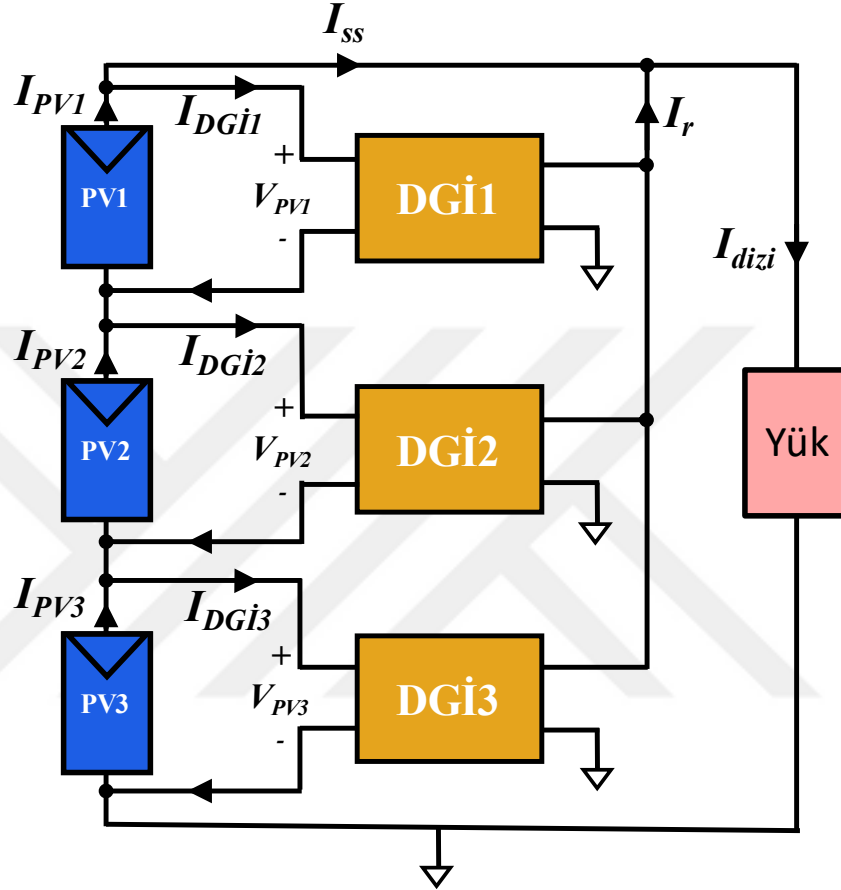 I_ss
I_PV1
I_DGİ1
I_r
PV1
+
V_PV1
-
DGİ1
I_dizi
I_PV2
I_DGİ2
PV2
+
V_PV2
-
DGİ2
Yük
I_PV3
I_DGİ3
PV3
+
V_PV3
-
DGİ3